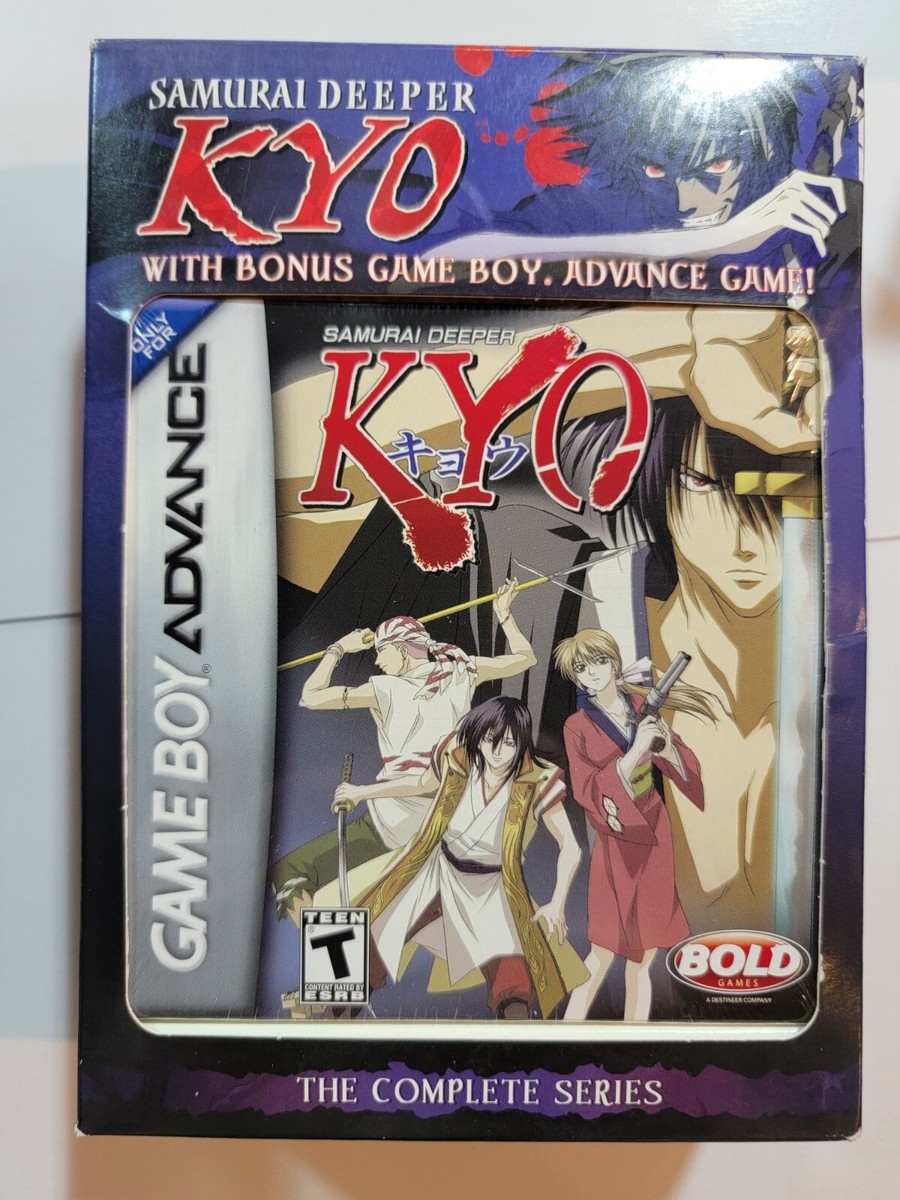 SAMURAI DEEPER
KYO
WITH BONUS GAME BOY. ADVANCE GAME!
ONLY
FOR
GAME BOY® ADVANCE
SAMURAI DEEPER
KYO
キョウ
TEEN
®
T
CONTENT RATED BY
ESRB
BOLD
GAMES
A DESTINEER COMPANY
THE COMPLETE SERIES